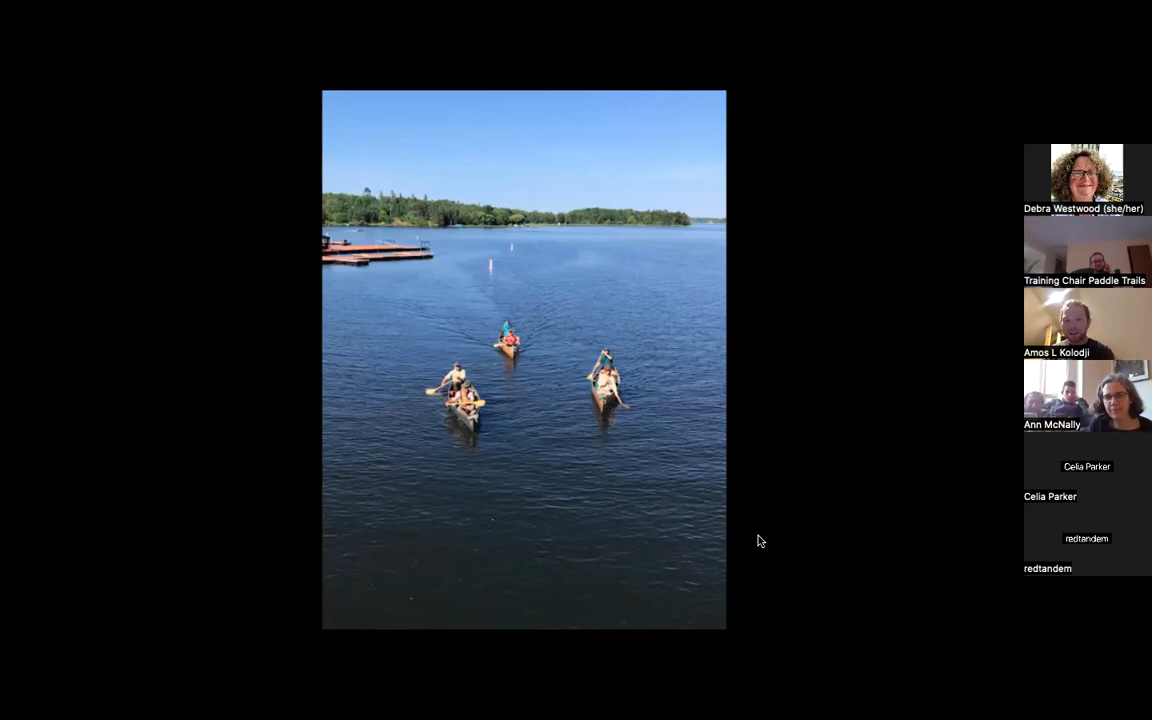 Debra Westwood (she/her)
Training Chair Paddle Trails
Amos L Kolodji
Ann McNally
Celia Parker
Celia Parker
redtandem
redtandem